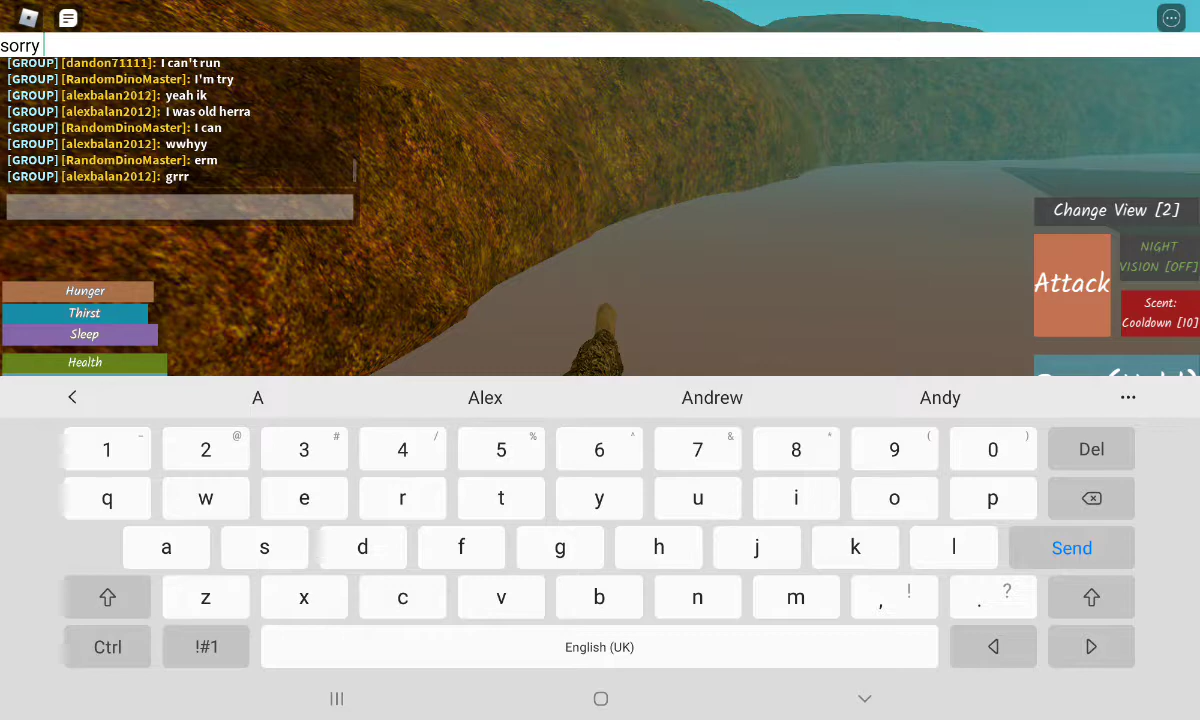 sorry
[GROUP] [dandon71111]: I can't run
[GROUP] [RandomDinoMaster]: I'm try
[GROUP] [alexbalan2012]: yeah ik
[GROUP] [alexbalan2012]: I was old herra
[GROUP] [RandomDinoMaster]: I can
[GROUP] [alexbalan2012]: wwhyy
[GROUP] [RandomDinoMaster]: erm
[GROUP] [alexbalan2012]: grrr
Change View [2]
Attack
NIGHT
VISION [OFF]
Scent:
Cooldown [10]
Hunger
Thirst
Sleep
Health
A Alex Andrew Andy ...
1 ~ 2 @ 3 # 4 / 5 % 6 ^ 7 & 8 * 9 ( 0 ) Del
q w e r t y u i o p
a s d f g h j k l Send
z x c v b n m , ! . ?
Ctrl !#1 English (UK)